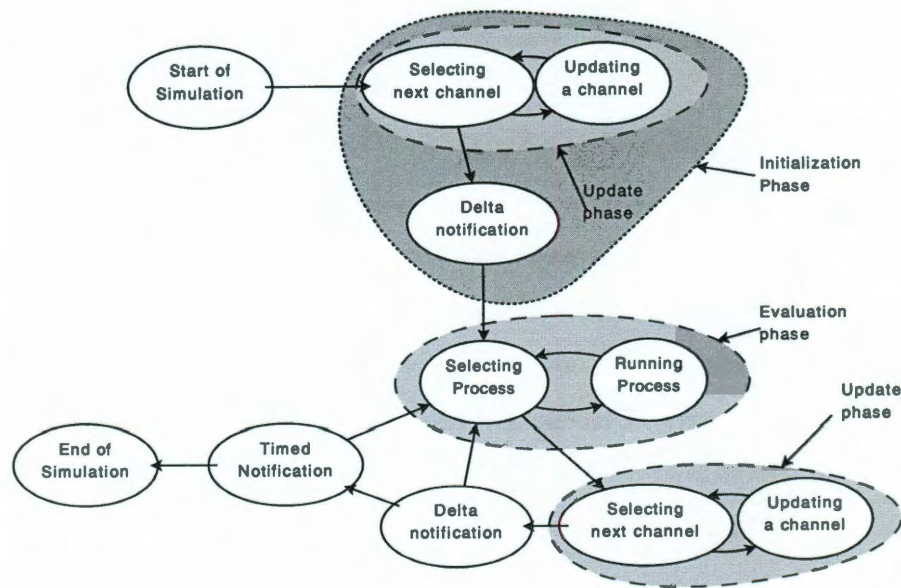 Start of
Simulation
Selecting
next channel
Updating
a channel
Initialization
Phase
Update
phase
Delta
notification
Evaluation
phase
Selecting
Process
Running
Process
Update
phase
End of
Simulation
Timed
Notification
Delta
notification
Selecting
next channel
Updating
a channel